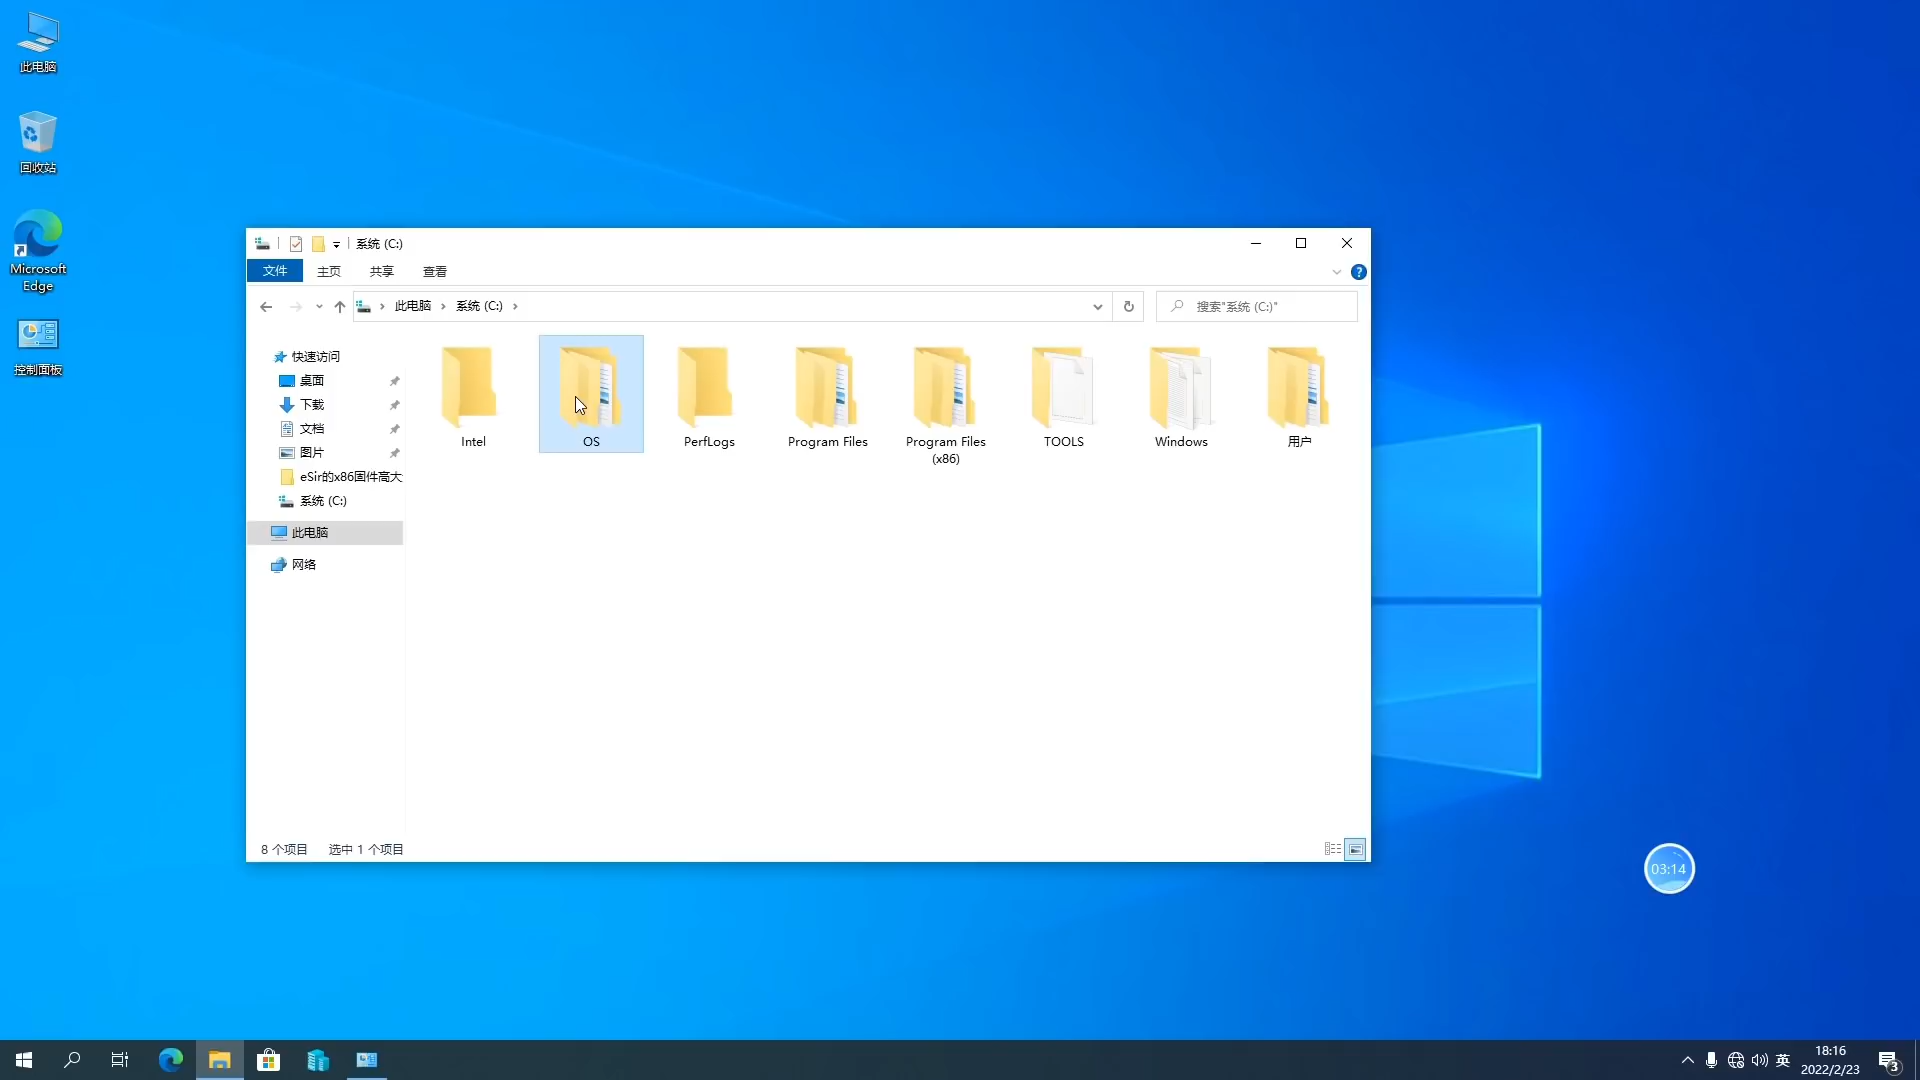 此电脑
回收站
Microsoft
Edge
控制面板
系统 (C:)
文件 主页 共享 查看
此电脑 系统 (C:)
搜索"系统 (C:)"
快速访问
桌面
下载
文档
图片
eSir的x86固件高大
系统 (C:)
此电脑
网络
Intel
OS
PerfLogs
Program Files
Program Files
(x86)
TOOLS
Windows
用户
8 个项目 选中 1 个项目
03:14
英
18:16
2022/2/23
3